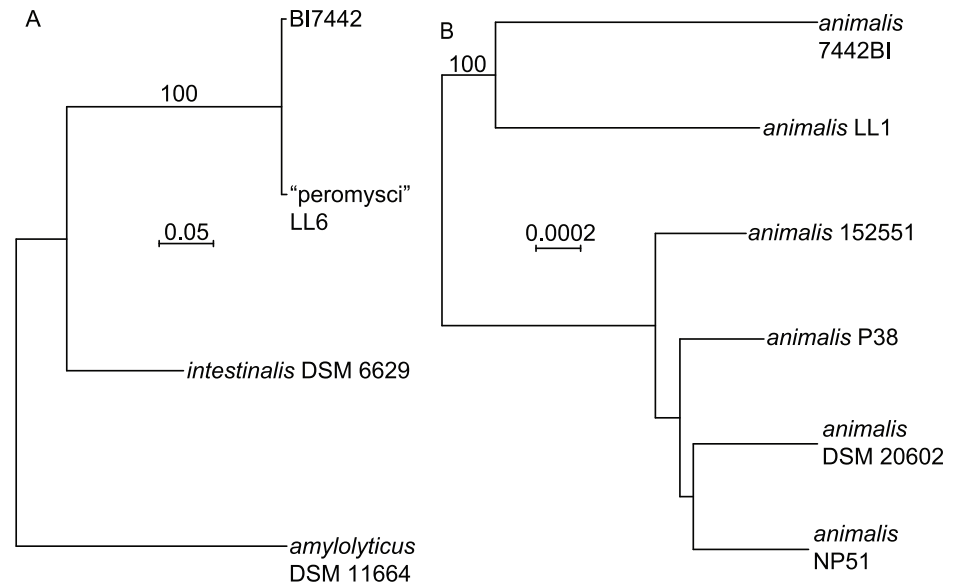 A
BI7442
100
“peromysci”
LL6
0.05
intestinalis DSM 6629
amylolyticus
DSM 11664
B
animalis
7442BI
100
animalis LL1
0.0002
animalis 152551
animalis P38
animalis
DSM 20602
animalis
NP51